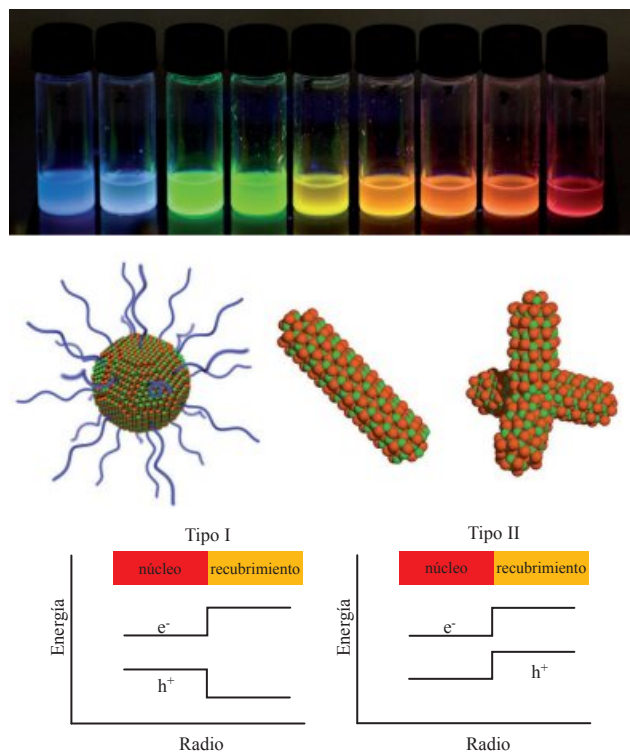 Tipo I
Tipo II
núcleo recubrimiento
núcleo recubrimiento
Energía
e-
h+
Radio
Energía
e-
h+
Radio